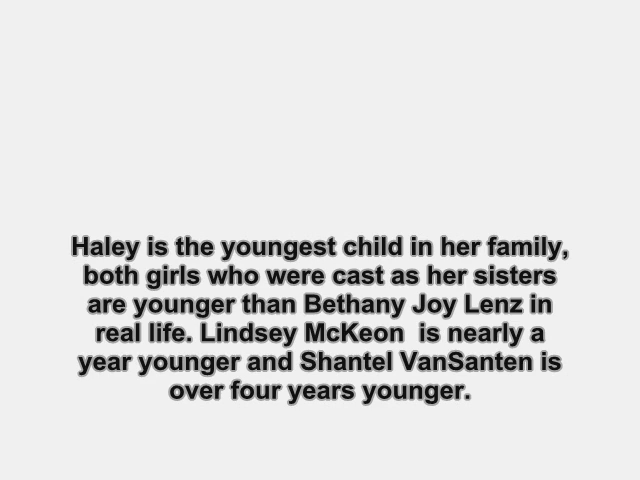 Haley is the youngest child in her family,
both girls who were cast as her sisters
are younger than Bethany Joy Lenz in
real life. Lindsey McKeon  is nearly a
year younger and Shantel VanSanten is
over four years younger.